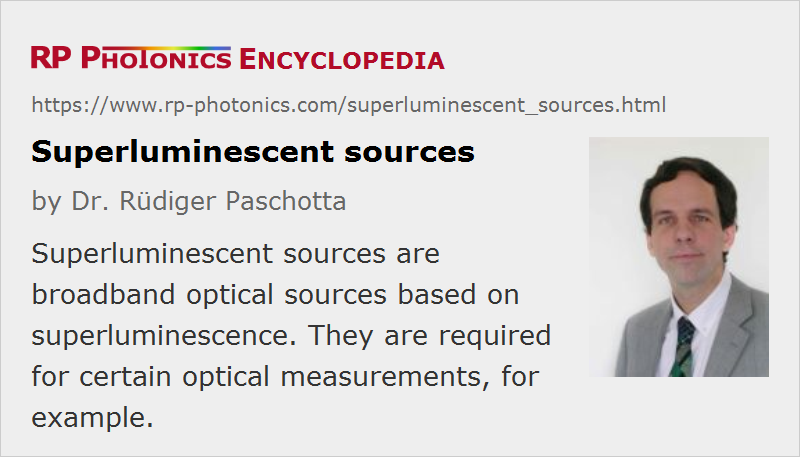 RP PHOTONICS ENCYCLOPEDIA
https://www.rp-photonics.com/superluminescent_sources.html
Superluminescent sources
by Dr. Rüdiger Paschotta
Superluminescent sources are
broadband optical sources based on
superluminescence. They are required
for certain optical measurements, for
example.